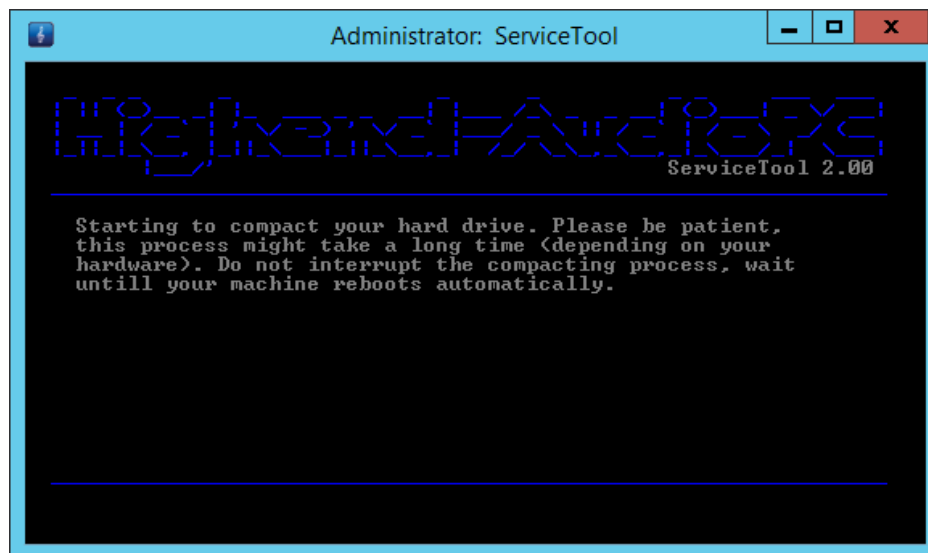 Administrator: ServiceTool
Highend-AudioPC
ServiceTool 2.00
Starting to compact your hard drive. Please be patient,
this process might take a long time (depending on your
hardware). Do not interrupt the compacting process, wait
untill your machine reboots automatically.